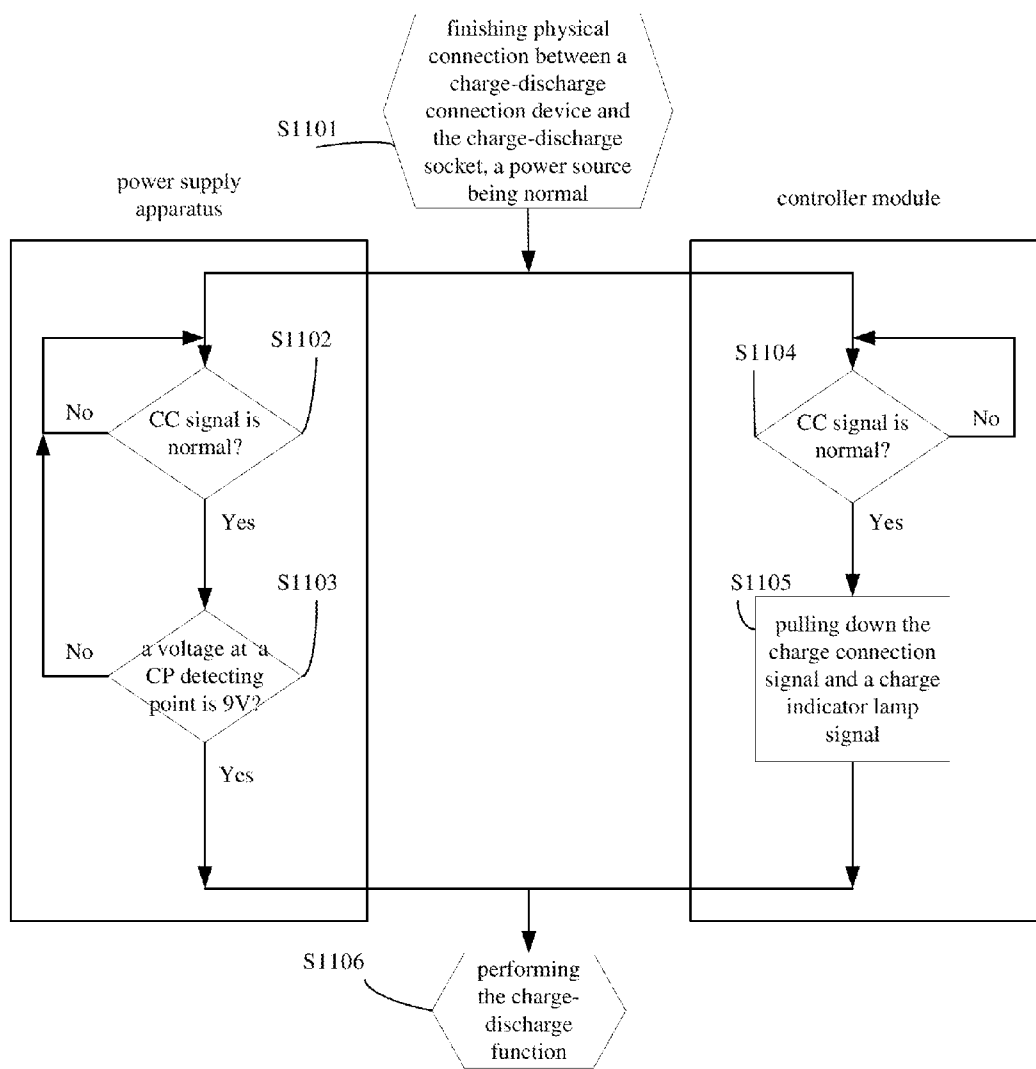 finishing physical
connection between a
charge-discharge
connection device and
the charge-discharge
socket, a power source
being normal
S1101
power supply
apparatus
controller module
S1102
CC signal is
normal?
No
Yes
S1103
a voltage at a
CP detecting
point is 9V?
No
Yes
S1104
CC signal is
normal?
No
Yes
S1105
pulling down the
charge connection
signal and a charge
indicator lamp
signal
S1106
performing
the charge-
discharge
function